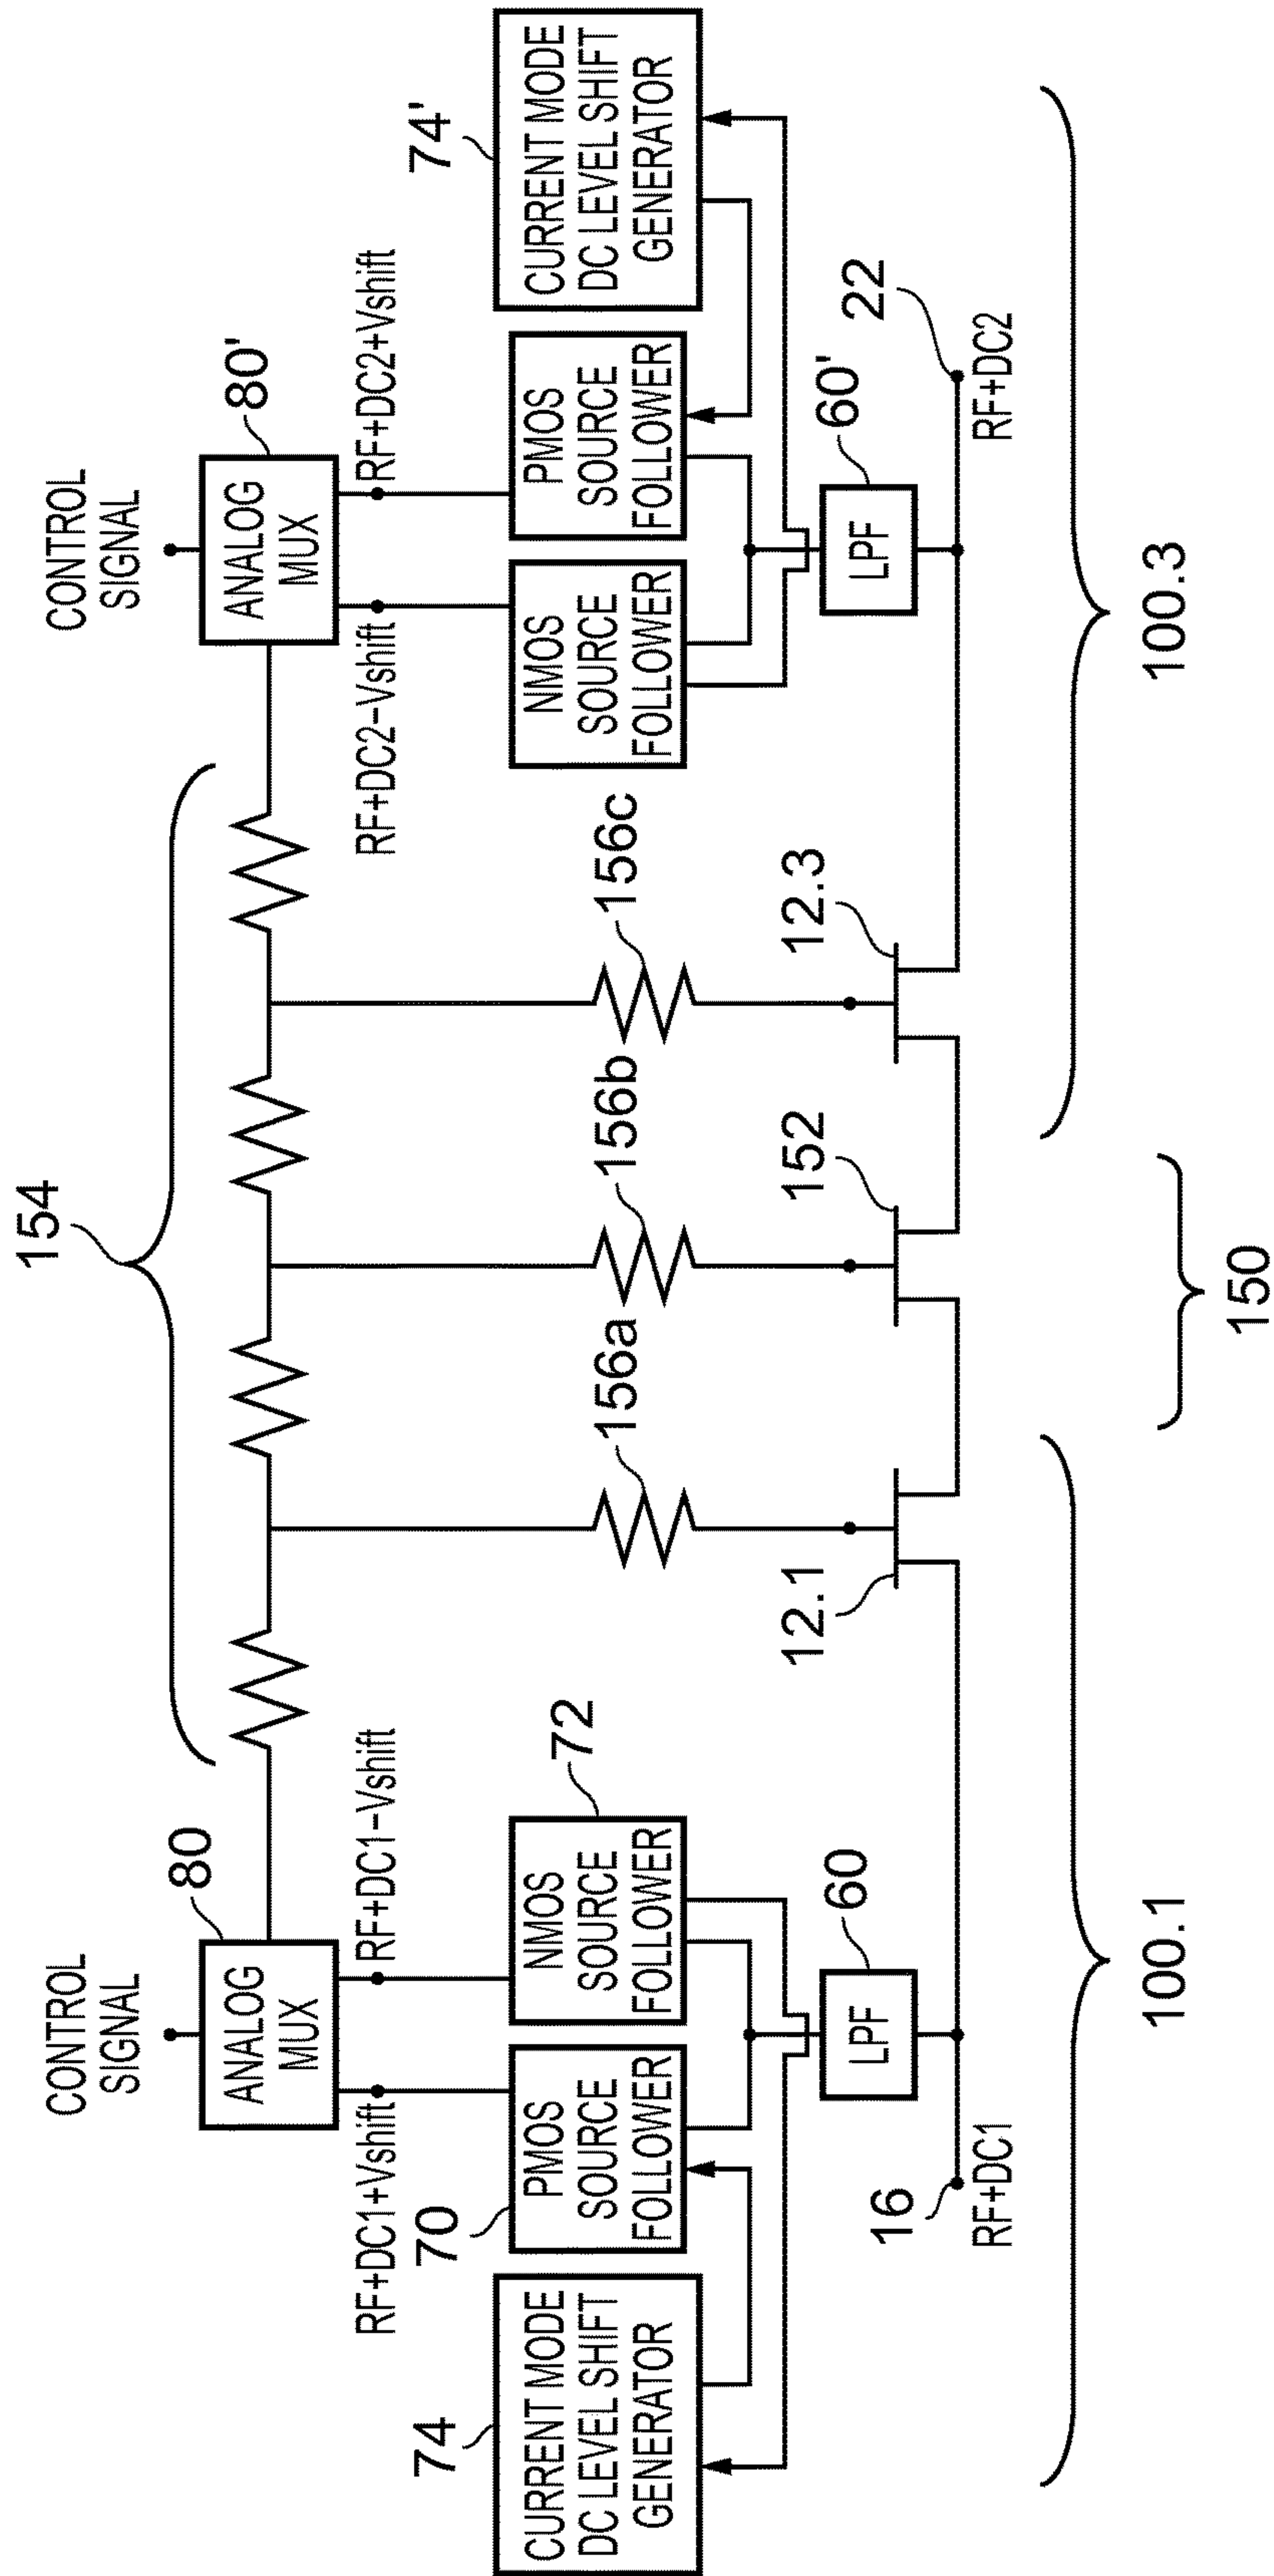 154
CONTROL
SIGNAL
80
ANALOG
MUX
CONTROL
SIGNAL
80'
ANALOG
MUX
RF+DC1+Vshift
RF+DC1−Vshift
RF+DC2−Vshift
RF+DC2+Vshift
74
CURRENT MODE
DC LEVEL SHIFT
GENERATOR
70
PMOS
SOURCE
FOLLOWER
72
NMOS
SOURCE
FOLLOWER
156a
156b
156c
NMOS
SOURCE
FOLLOWER
PMOS
SOURCE
FOLLOWER
74'
CURRENT MODE
DC LEVEL SHIFT
GENERATOR
60
LPF
12.1
152
12.3
60'
LPF
16
RF+DC1
22
RF+DC2
100.1
150
100.3